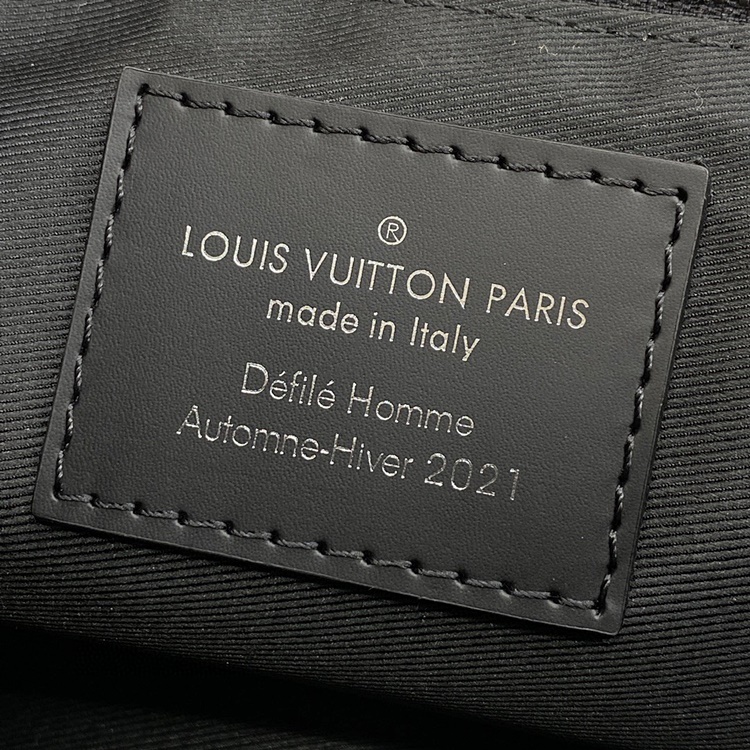 ®
LOUIS VUITTON PARIS
made in Italy
Défilé Homme
Automne-Hiver 2021